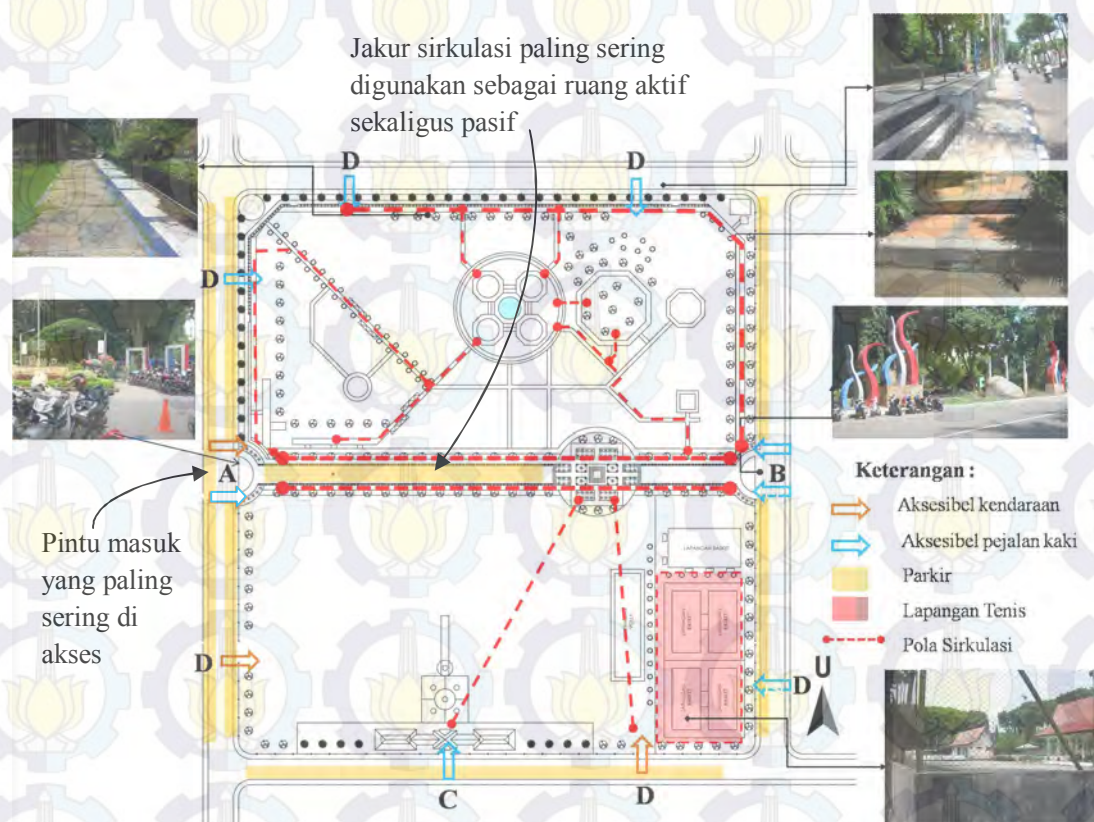 Jakur sirkulasi paling sering
digunakan sebagai ruang aktif
sekaligus pasif
D
D
D
A
B
Pintu masuk
yang paling
sering di
akses
D
D
C
D
Keterangan :
Aksesibel kendaraan
Aksesibel pejalan kaki
Parkir
Lapangan Tenis
Pola Sirkulasi
U